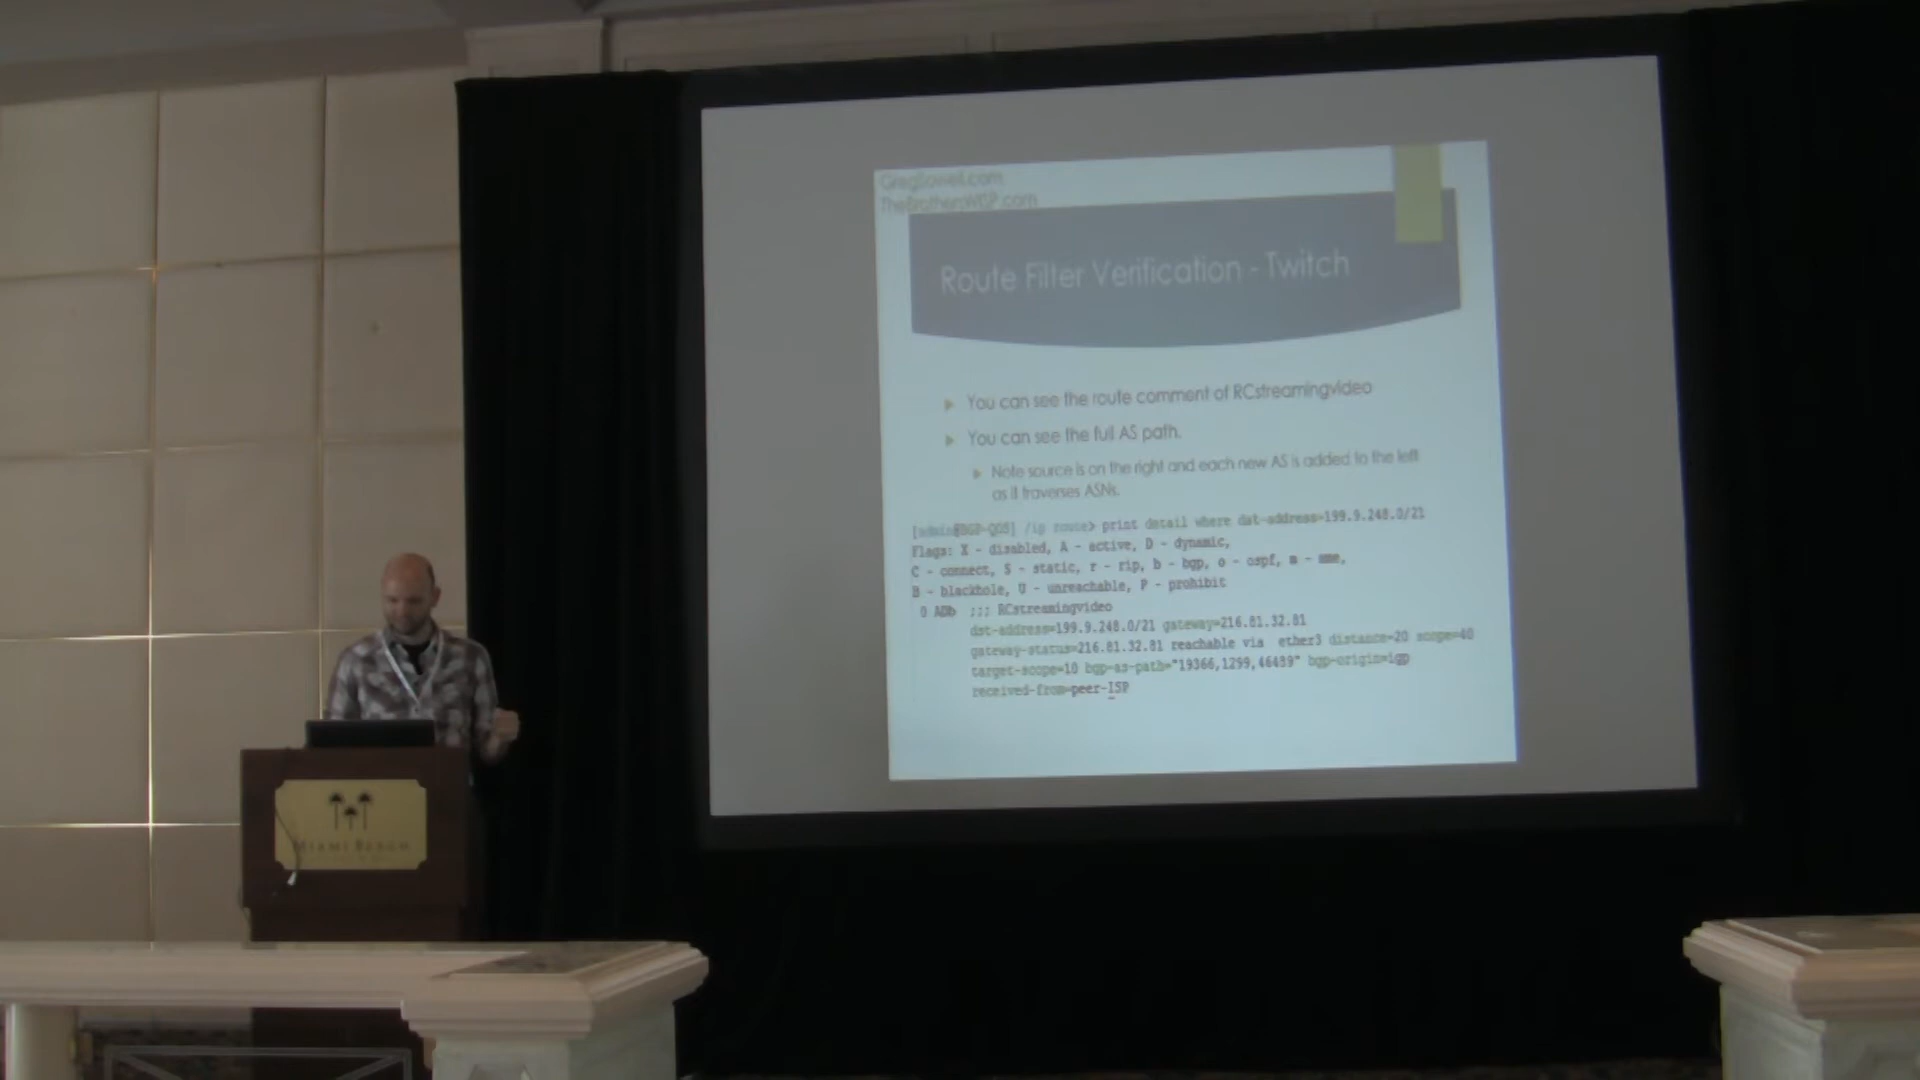 GregSowell.com
TheBrothersWISP.com
Route Filter Verification - Twitch
You can see the route comment of RCstreamingvideo
You can see the full AS path.
Note source is on the right and each new AS is added to the left
as it traverses ASNs.
[admin@BGP-QOS] /ip route> print detail where dst-address=199.9.248.0/21
Flags: X - disabled, A - active, D - dynamic,
C - connect, S - static, r - rip, b - bgp, o - ospf, m - mme,
B - blackhole, U - unreachable, P - prohibit
0 ADb ;;; RCstreamingvideo
dst-address=199.9.248.0/21 gateway=216.81.32.81
gateway-status=216.81.32.81 reachable via ether3 distance=20 scope=40
target-scope=10 bgp-as-path="19366,1299,46489" bgp-origin=igp
received-from=peer-ISP
MIAMI BEACH